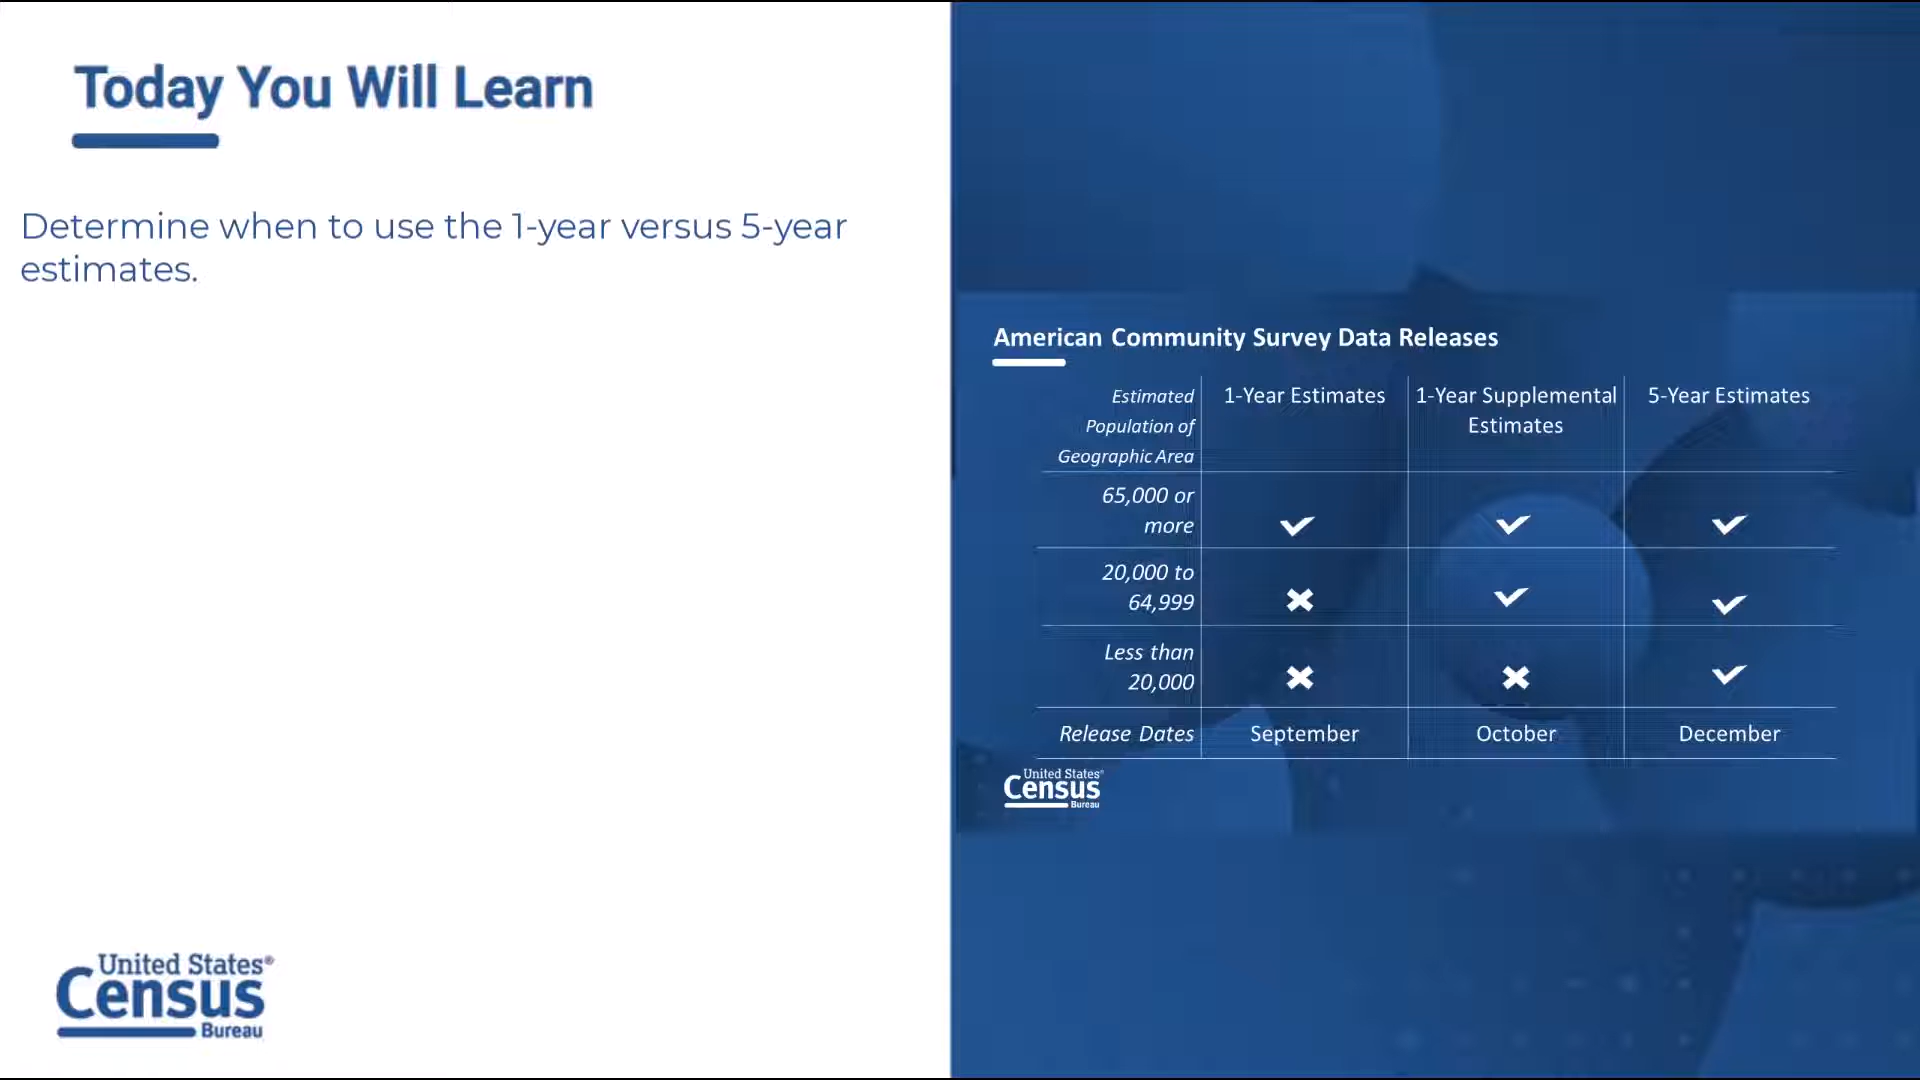 Today You Will Learn
Determine when to use the 1-year versus 5-year
estimates.
United States®
Census
Bureau
American Community Survey Data Releases
Estimated
Population of
Geographic Area
1-Year Estimates
1-Year Supplemental
Estimates
5-Year Estimates
65,000 or
more
✔ ✔ ✔
20,000 to
64,999
✖ ✔ ✔
Less than
20,000
✖ ✖ ✔
Release Dates September October December
United States®
Census
Bureau